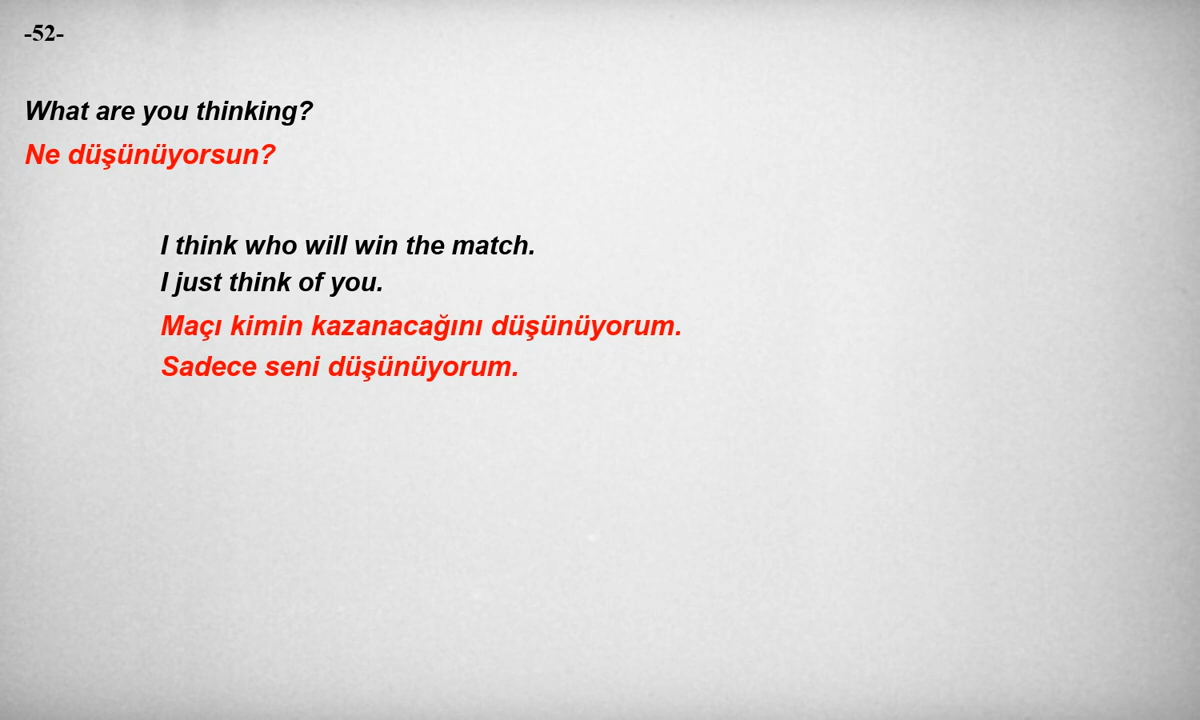 -52-
What are you thinking?
Ne düşünüyorsun?
I think who will win the match.
I just think of you.
Maçı kimin kazanacağını düşünüyorum.
Sadece seni düşünüyorum.